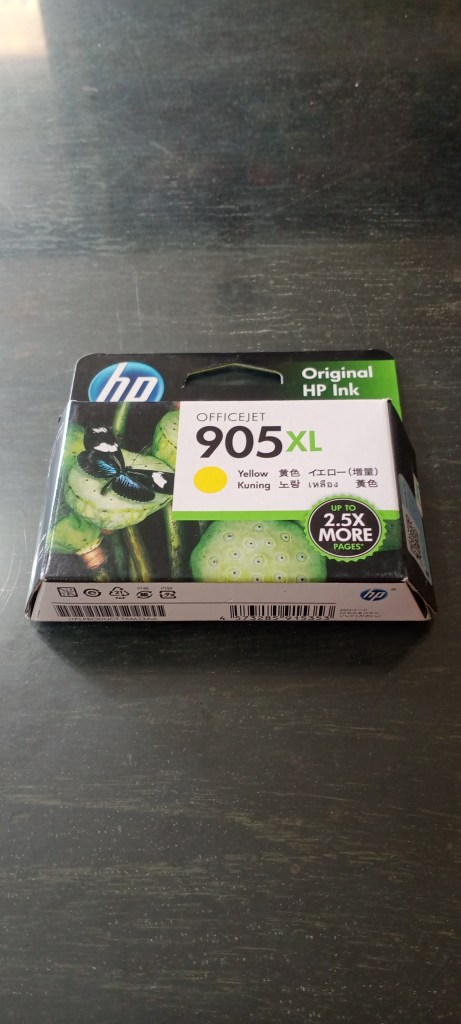 hp
Original
HP Ink
OFFICEJET
905XL
Yellow 黄色 イエロー(増量)
Kuning 노랑 เหลือง 黃色
UP TO
2.5X
MORE
PAGES*
hp